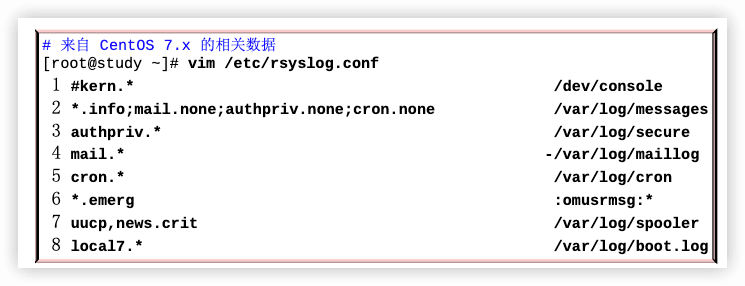 # 来自 CentOS 7.x 的相关数据
[root@study ~]# vim /etc/rsyslog.conf
1 #kern.* /dev/console
2 *.info;mail.none;authpriv.none;cron.none /var/log/messages
3 authpriv.* /var/log/secure
4 mail.* -/var/log/maillog
5 cron.* /var/log/cron
6 *.emerg :omusrmsg:*
7 uucp,news.crit /var/log/spooler
8 local7.* /var/log/boot.log